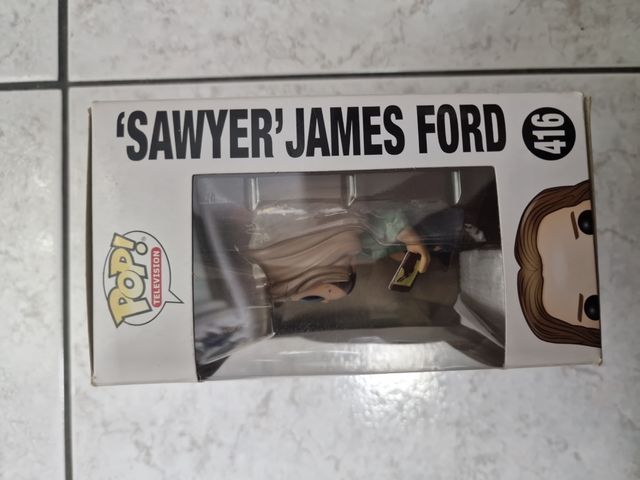 'SAWYER' JAMES FORD
416
POP!
TELEVISION